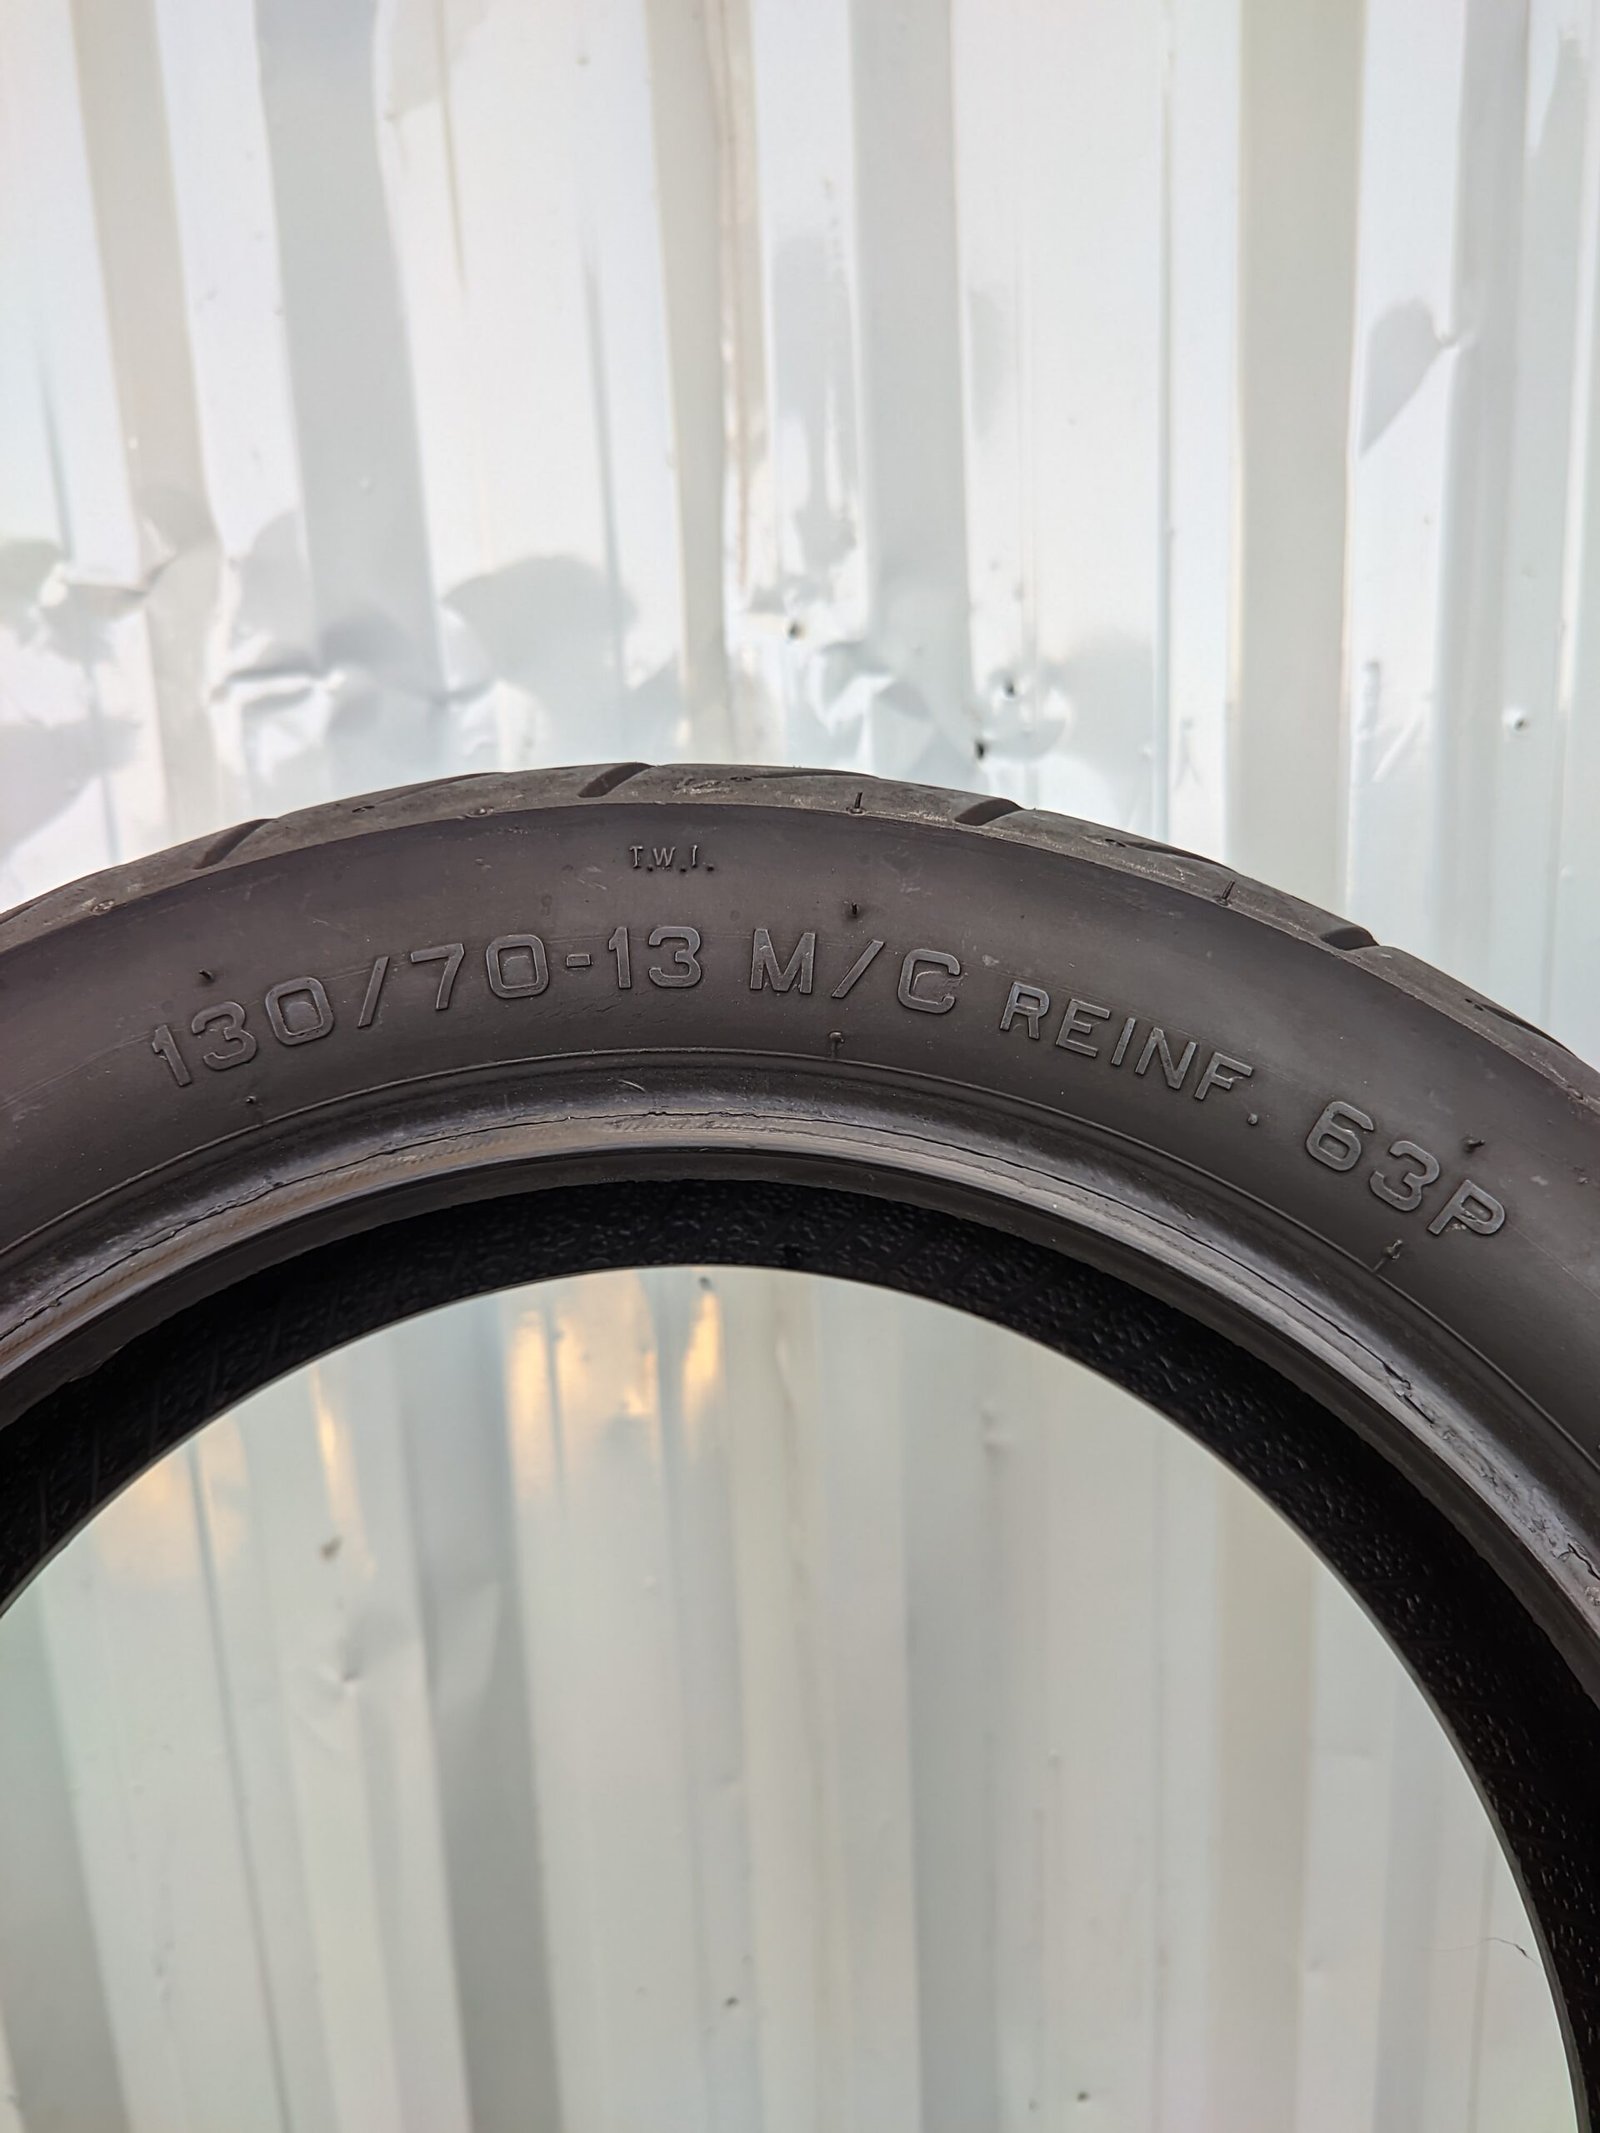 T.W.I.
130/70-13 M/C REINF. 63P